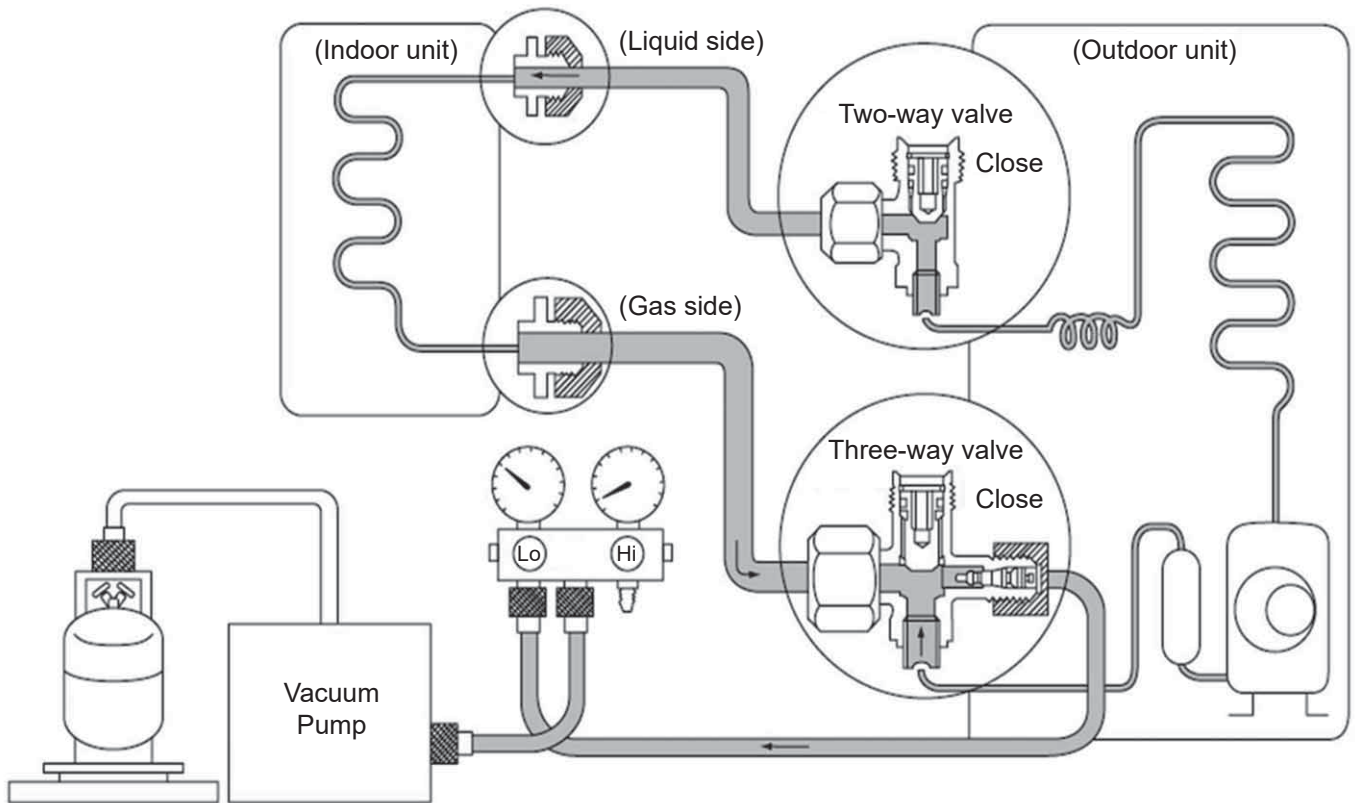 (Indoor unit)
(Liquid side)
(Outdoor unit)
Two-way valve
Close
(Gas side)
Three-way valve
Close
Lo
Hi
Vacuum
Pump